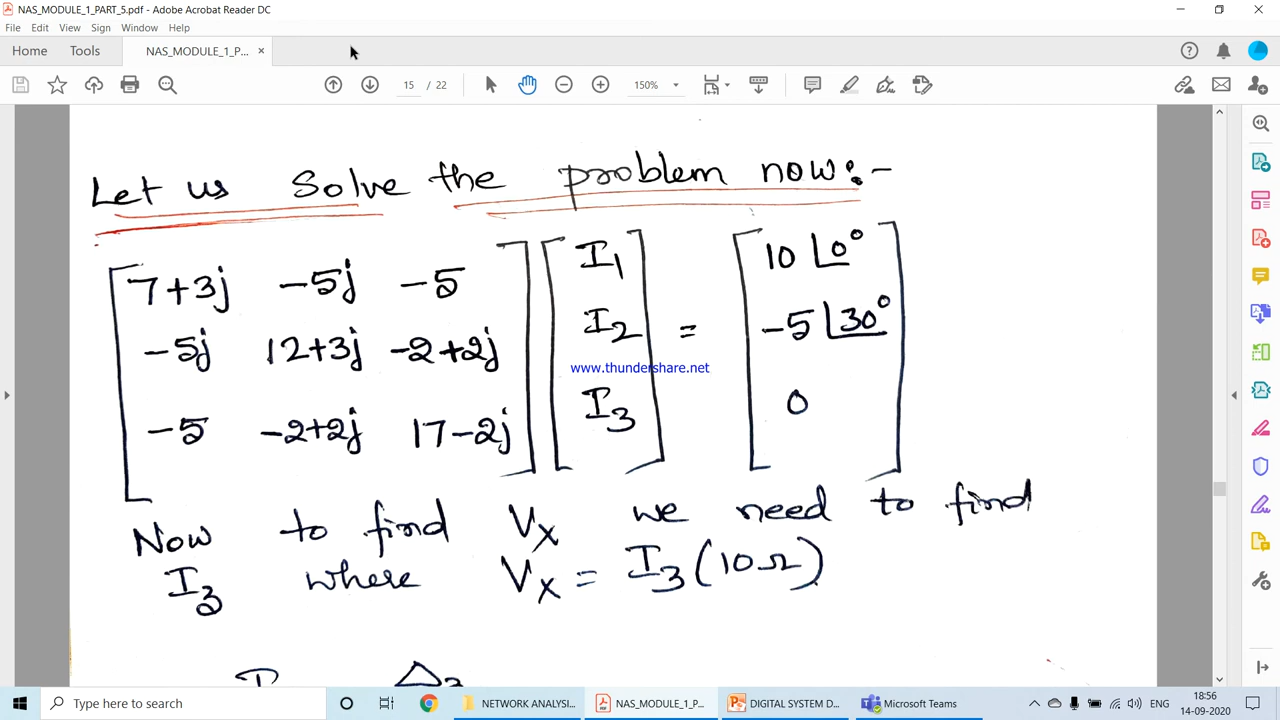 NAS_MODULE_1_PART_5.pdf - Adobe Acrobat Reader DC
File Edit View Sign Window Help
Home Tools NAS_MODULE_1_P... ×
15 / 22 150%
Let us Solve the problem now:-
7+3j -5j -5 I1 10∠0°
-5j 12+3j -2+2j I2 = -5∠30°
www.thundershare.net
-5 -2+2j 17-2j I3 0
Now to find Vx we need to find
I3 where Vx = I3(10Ω)
Type here to search
NETWORK ANALYSI...
NAS_MODULE_1_P...
DIGITAL SYSTEM D...
Microsoft Teams
ENG
18:56
14-09-2020